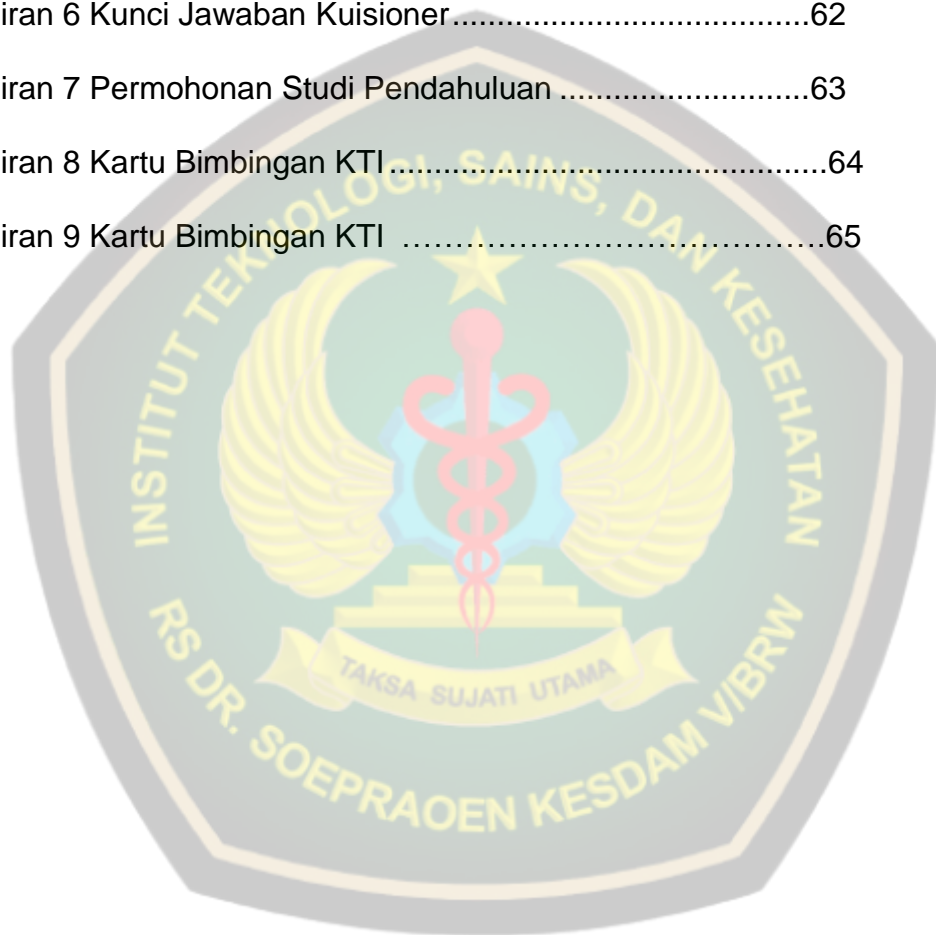 iran 6 Kunci Jawaban Kuisioner........................................62
iran 7 Permohonan Studi Pendahuluan ............................63
iran 8 Kartu Bimbingan KTI.................................................64
iran 9 Kartu Bimbingan KTI ……………………………………65
INSTITUT TEKNOLOGI, SAINS, DAN KESEHATAN
TAKSA SUJATI UTAMA
RS DR. SOEPRAOEN KESDAM V/BRW